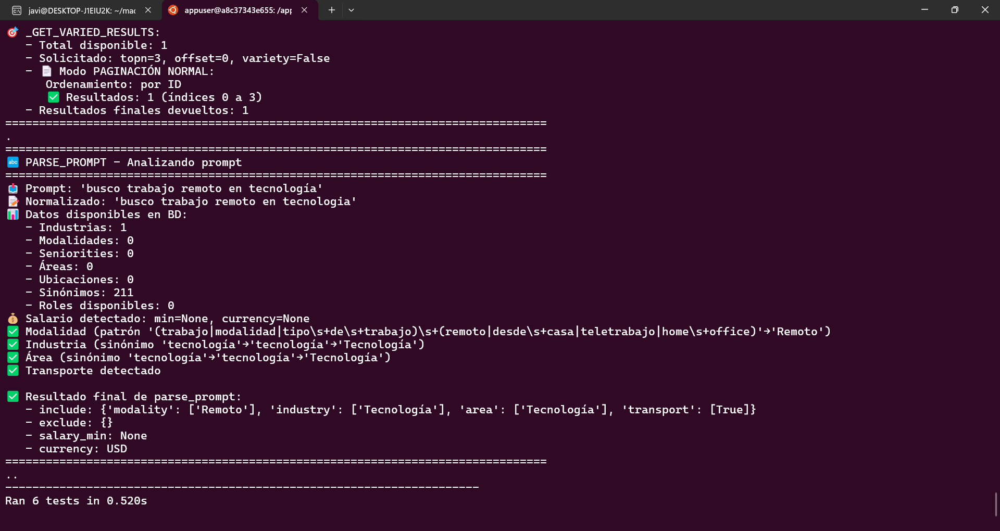 javi@DESKTOP-J1EIU2K: ~/mac
appuser@a8c37343e655: /app
_GET_VARIED_RESULTS:
- Total disponible: 1
- Solicitado: topn=3, offset=0, variety=False
- Modo PAGINACIÓN NORMAL:
Ordenamiento: por ID
Resultados: 1 (índices 0 a 3)
- Resultados finales devueltos: 1
================================================================================
.
================================================================================
abc PARSE_PROMPT - Analizando prompt
================================================================================
Prompt: 'busco trabajo remoto en tecnología'
Normalizado: 'busco trabajo remoto en tecnologia'
Datos disponibles en BD:
- Industrias: 1
- Modalidades: 0
- Seniorities: 0
- Áreas: 0
- Ubicaciones: 0
- Sinónimos: 211
- Roles disponibles: 0
Salario detectado: min=None, currency=None
Modalidad (patrón '(trabajo|modalidad|tipo\s+de\s+trabajo)\s+(remoto|desde\s+casa|teletrabajo|home\s+office)'→'Remoto')
Industria (sinónimo 'tecnología'→'tecnología'→'Tecnología')
Área (sinónimo 'tecnología'→'tecnología'→'Tecnología')
Transporte detectado
Resultado final de parse_prompt:
- include: {'modality': ['Remoto'], 'industry': ['Tecnología'], 'area': ['Tecnología'], 'transport': [True]}
- exclude: {}
- salary_min: None
- currency: USD
================================================================================
..
----------------------------------------------------------------------
Ran 6 tests in 0.520s